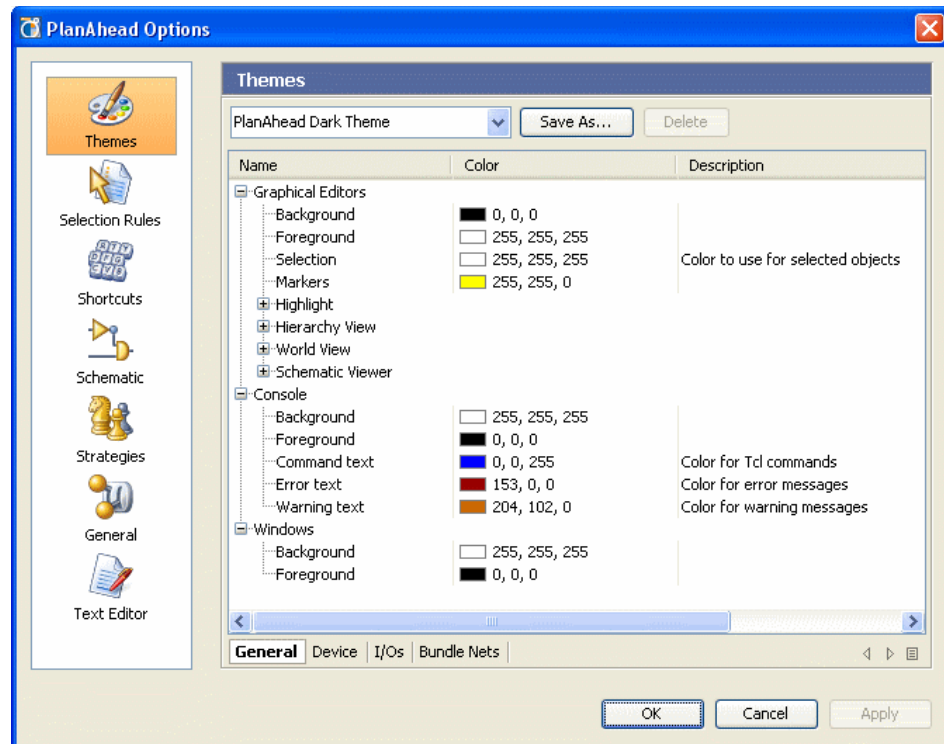 PlanAhead Options
Themes
Selection Rules
Shortcuts
Schematic
Strategies
General
Text Editor
Themes
PlanAhead Dark Theme Save As... Delete
Name Color Description
Graphical Editors
Background 0, 0, 0
Foreground 255, 255, 255
Selection 255, 255, 255 Color to use for selected objects
Markers 255, 255, 0
Highlight
Hierarchy View
World View
Schematic Viewer
Console
Background 255, 255, 255
Foreground 0, 0, 0
Command text 0, 0, 255 Color for Tcl commands
Error text 153, 0, 0 Color for error messages
Warning text 204, 102, 0 Color for warning messages
Windows
Background 255, 255, 255
Foreground 0, 0, 0
General Device I/Os Bundle Nets
OK Cancel Apply